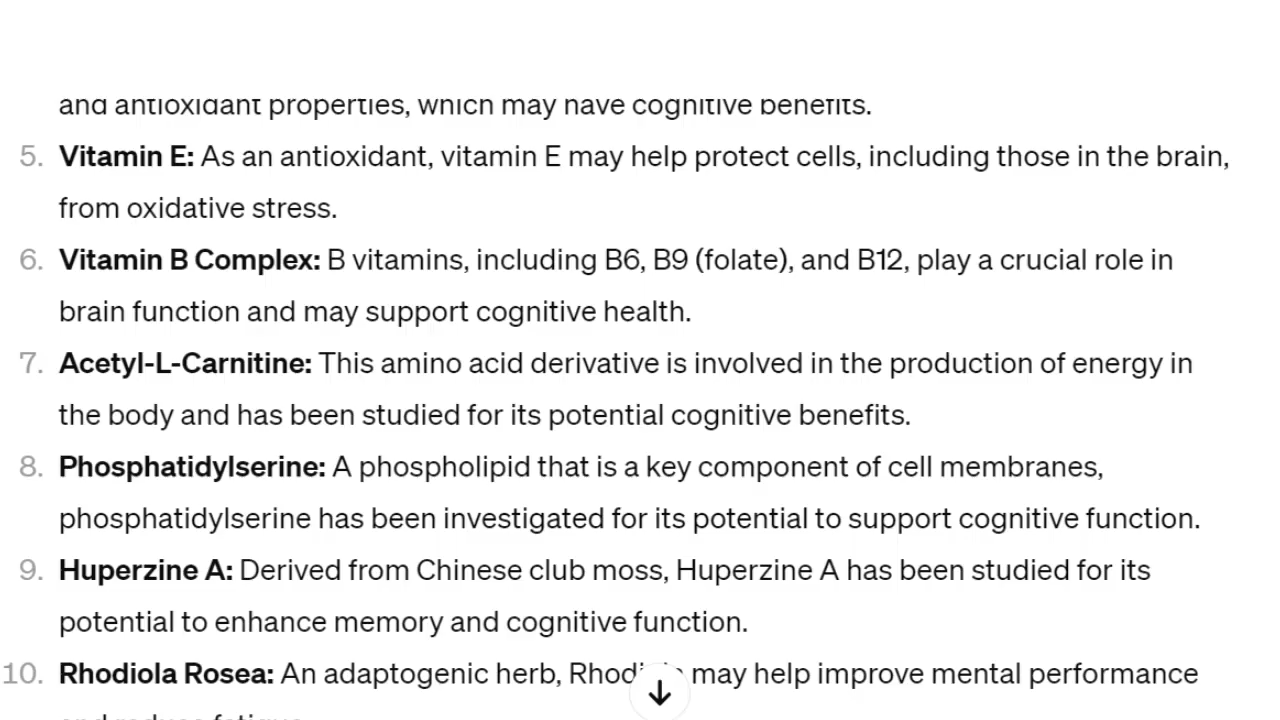 and antioxidant properties, which may have cognitive benefits.
5. Vitamin E: As an antioxidant, vitamin E may help protect cells, including those in the brain,
from oxidative stress.
6. Vitamin B Complex: B vitamins, including B6, B9 (folate), and B12, play a crucial role in
brain function and may support cognitive health.
7. Acetyl-L-Carnitine: This amino acid derivative is involved in the production of energy in
the body and has been studied for its potential cognitive benefits.
8. Phosphatidylserine: A phospholipid that is a key component of cell membranes,
phosphatidylserine has been investigated for its potential to support cognitive function.
9. Huperzine A: Derived from Chinese club moss, Huperzine A has been studied for its
potential to enhance memory and cognitive function.
10. Rhodiola Rosea: An adaptogenic herb, may help improve mental performance
and reduce fatigue